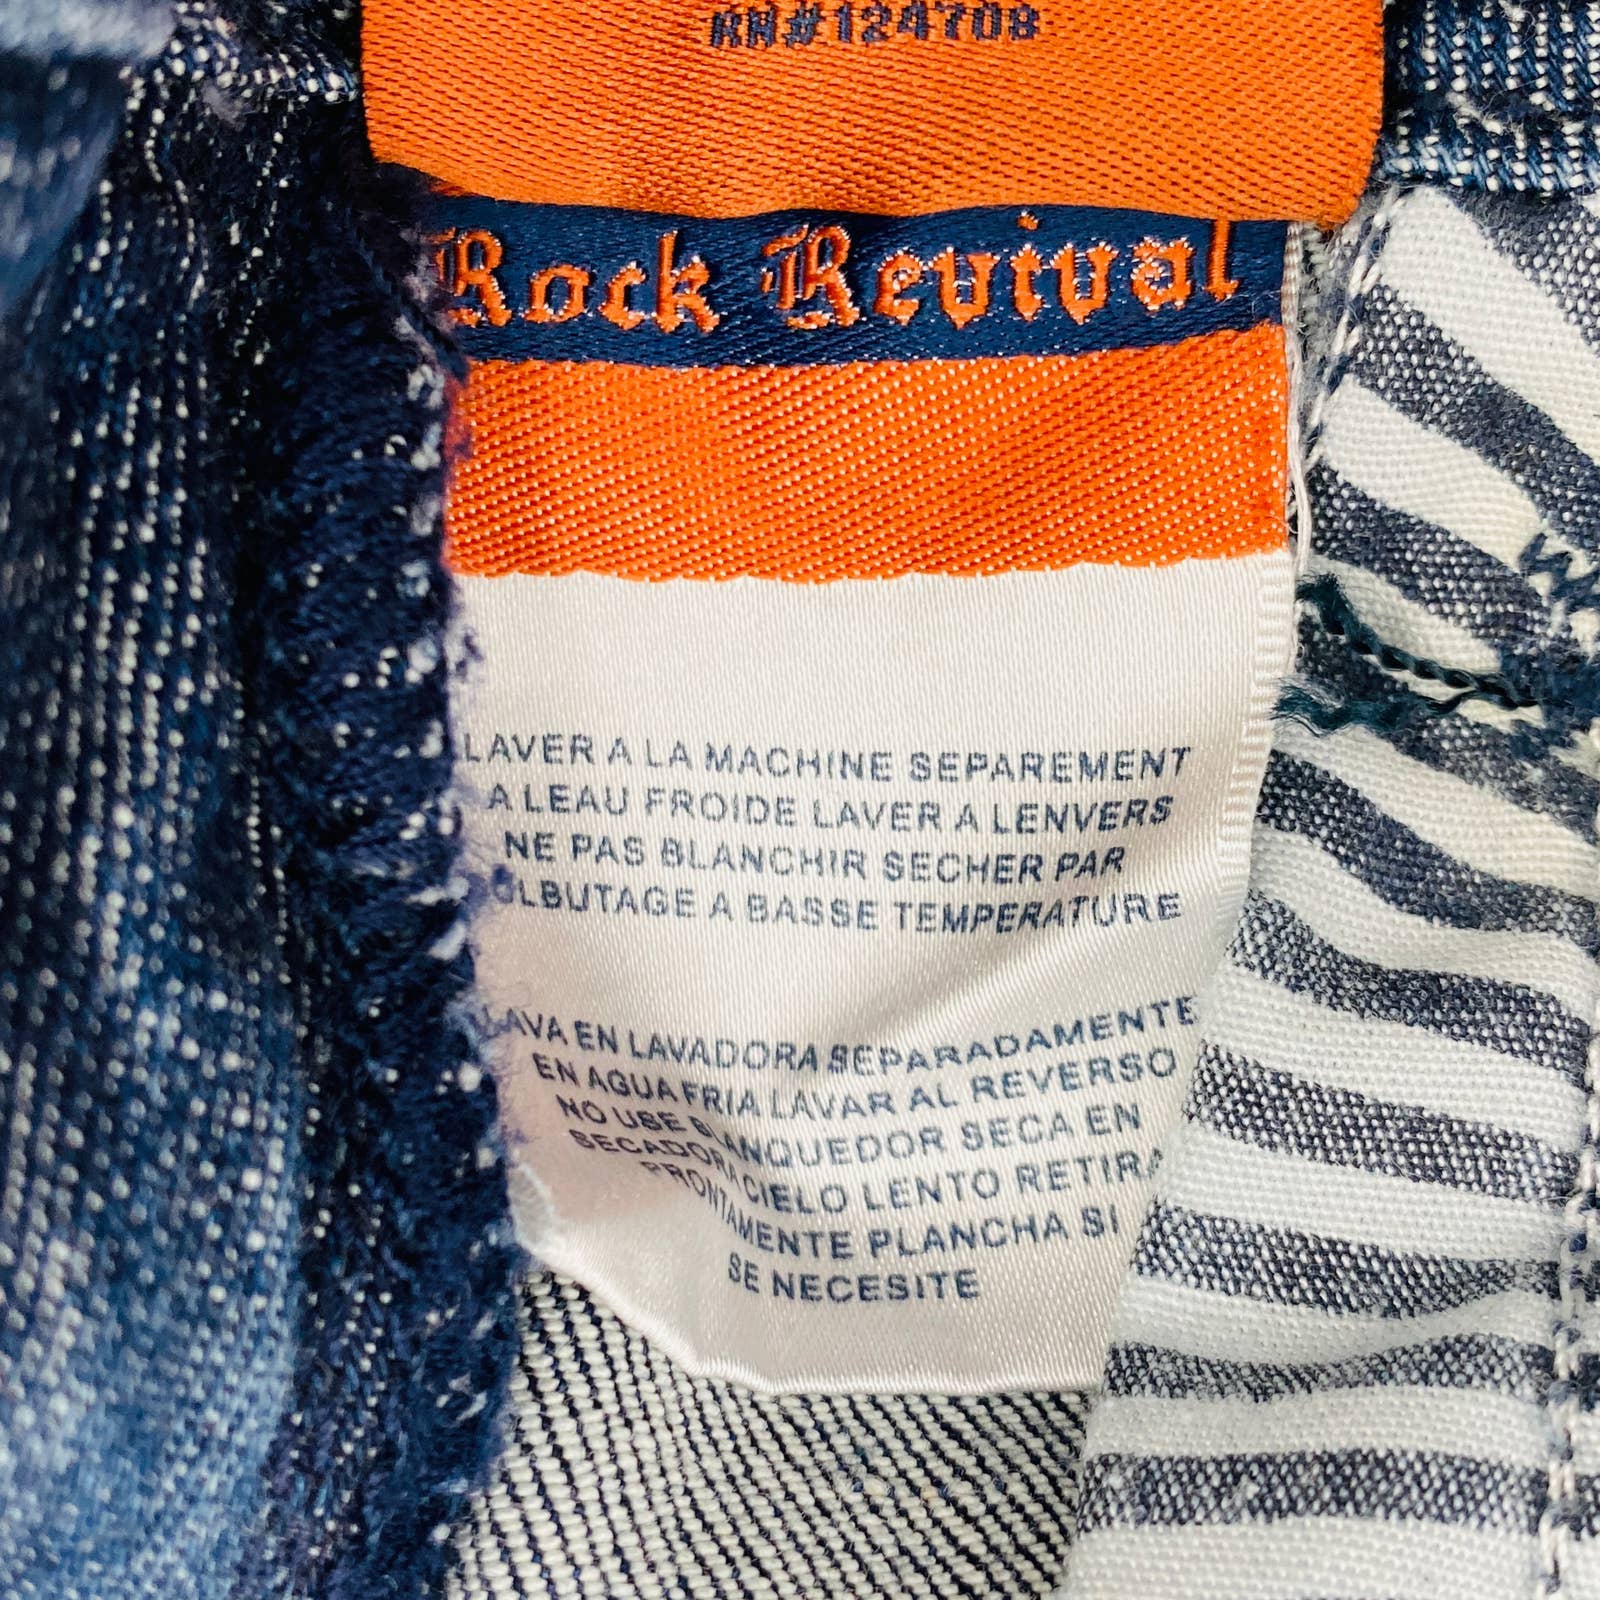 RN#124708
Rock Revival
LAVER A LA MACHINE SEPAREMENT
A LEAU FROIDE LAVER A LENVERS
NE PAS BLANCHIR SECHER PAR
ULBUTAGE A BASSE TEMPERATURE
LAVA EN LAVADORA SEPARADAMENTE
EN AGUA FRIA LAVAR AL REVERSO
NO USE BLANQUEDOR SECA EN
SECADORA CIELO LENTO RETIRA
PRONTAMENTE PLANCHA SI
SE NECESITE